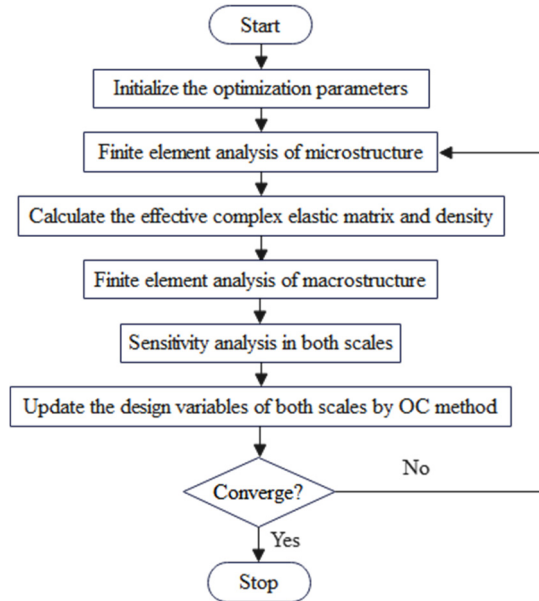 Start
Initialize the optimization parameters
Finite element analysis of microstructure
Calculate the effective complex elastic matrix and density
Finite element analysis of macrostructure
Sensitivity analysis in both scales
Update the design variables of both scales by OC method
No
Converge?
Yes
Stop